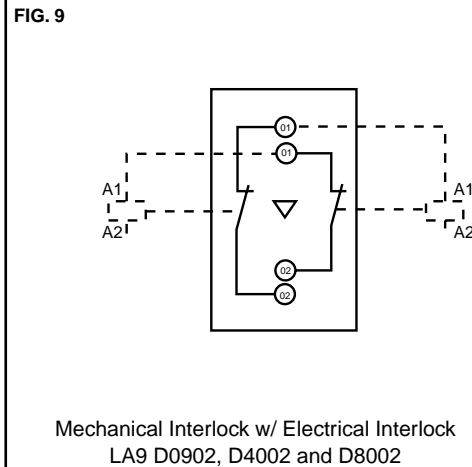 FIG. 9
01
01
A1
A1
A2
A2
02
02
Mechanical Interlock w/ Electrical Interlock
LA9 D0902, D4002 and D8002